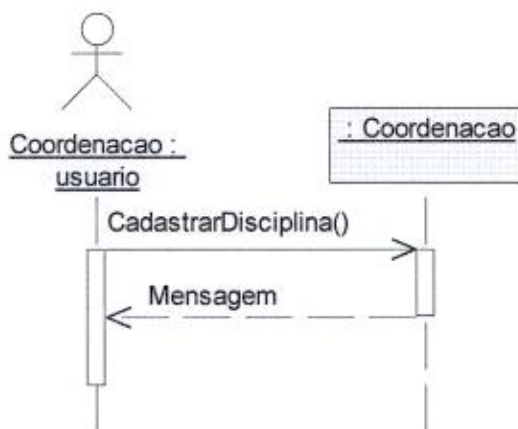 Coordenacao :
usuario
: Coordenacao
CadastrarDisciplina()
Mensagem